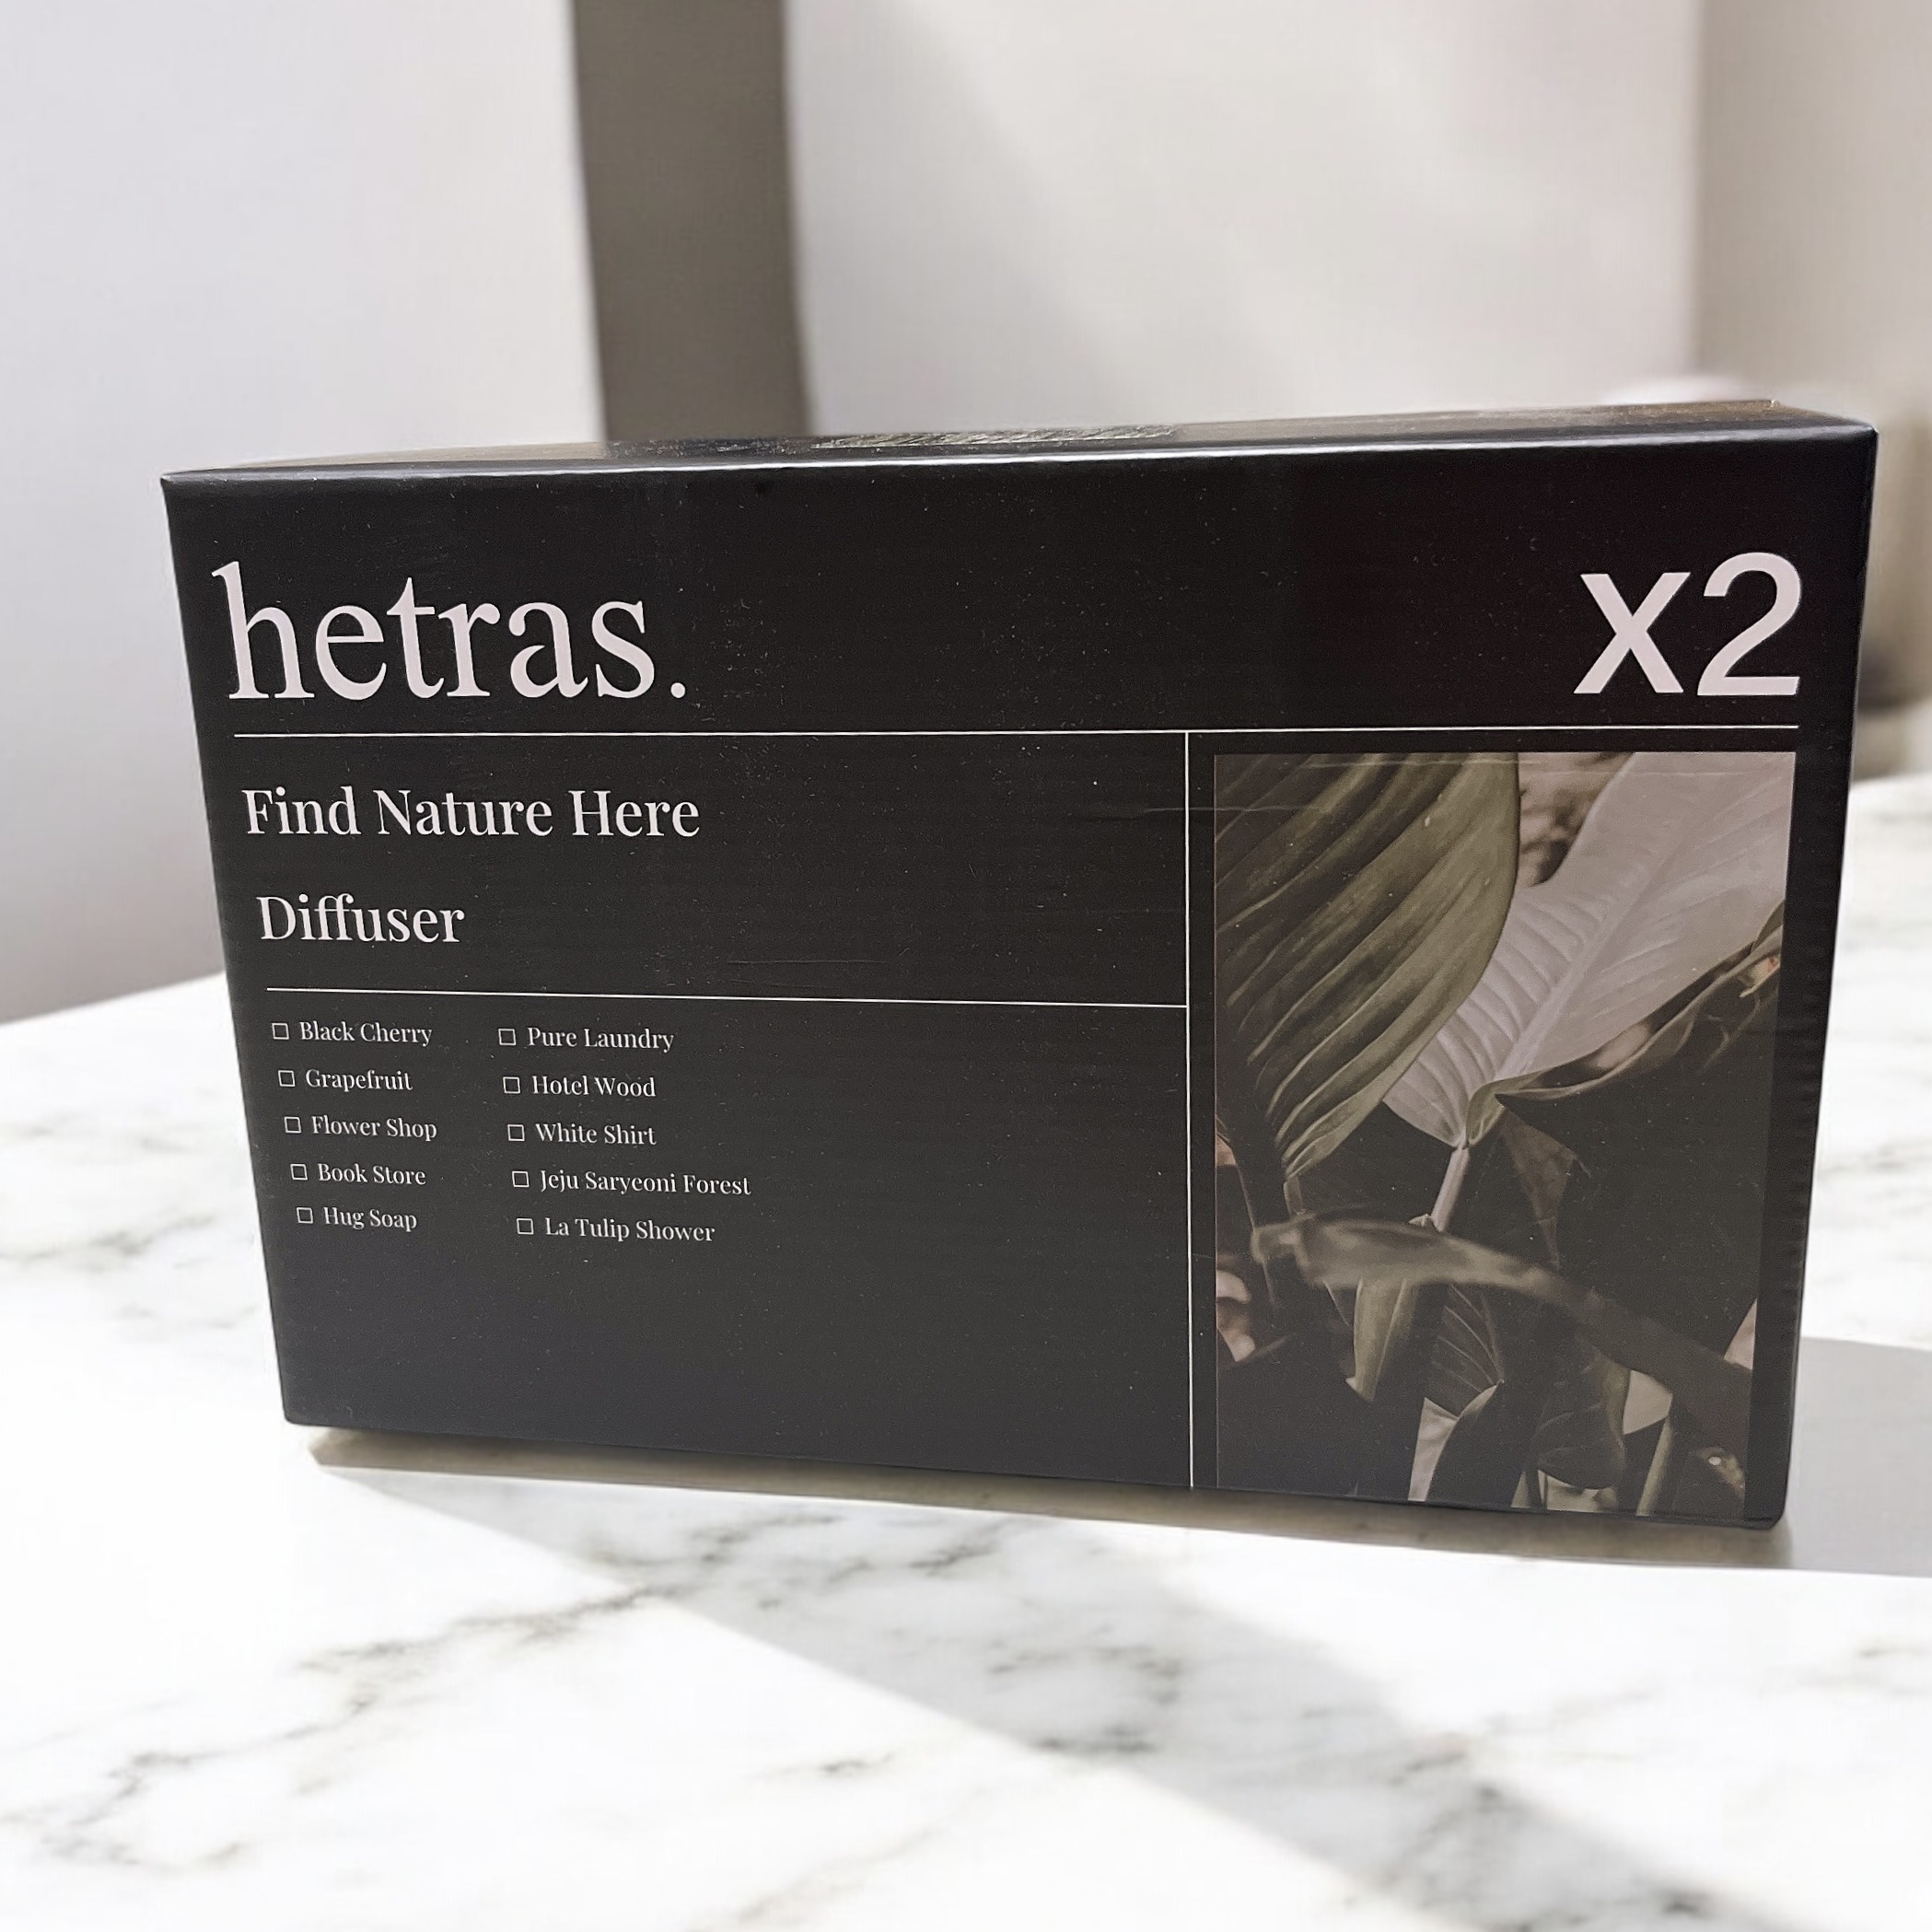 hetras.
x2
Find Nature Here
Diffuser
☐ Black Cherry
☐ Grapefruit
☐ Flower Shop
☐ Book Store
☐ Hug Soap
☐ Pure Laundry
☐ Hotel Wood
☐ White Shirt
☐ Jeju Saryeoni Forest
☐ La Tulip Shower